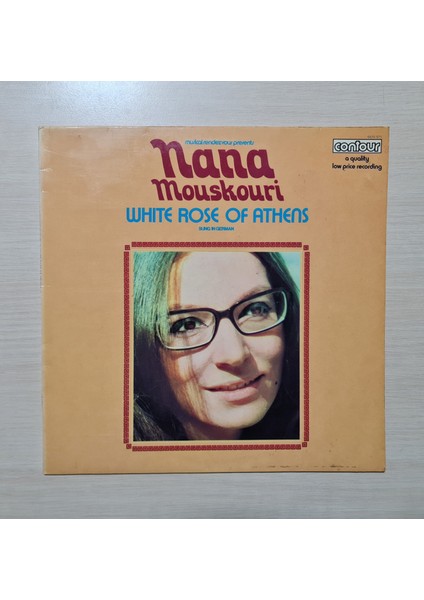 musical rendezvous presents
Nana
Mouskouri
WHITE ROSE OF ATHENS
SUNG IN GERMAN
contour
a quality
low price recording